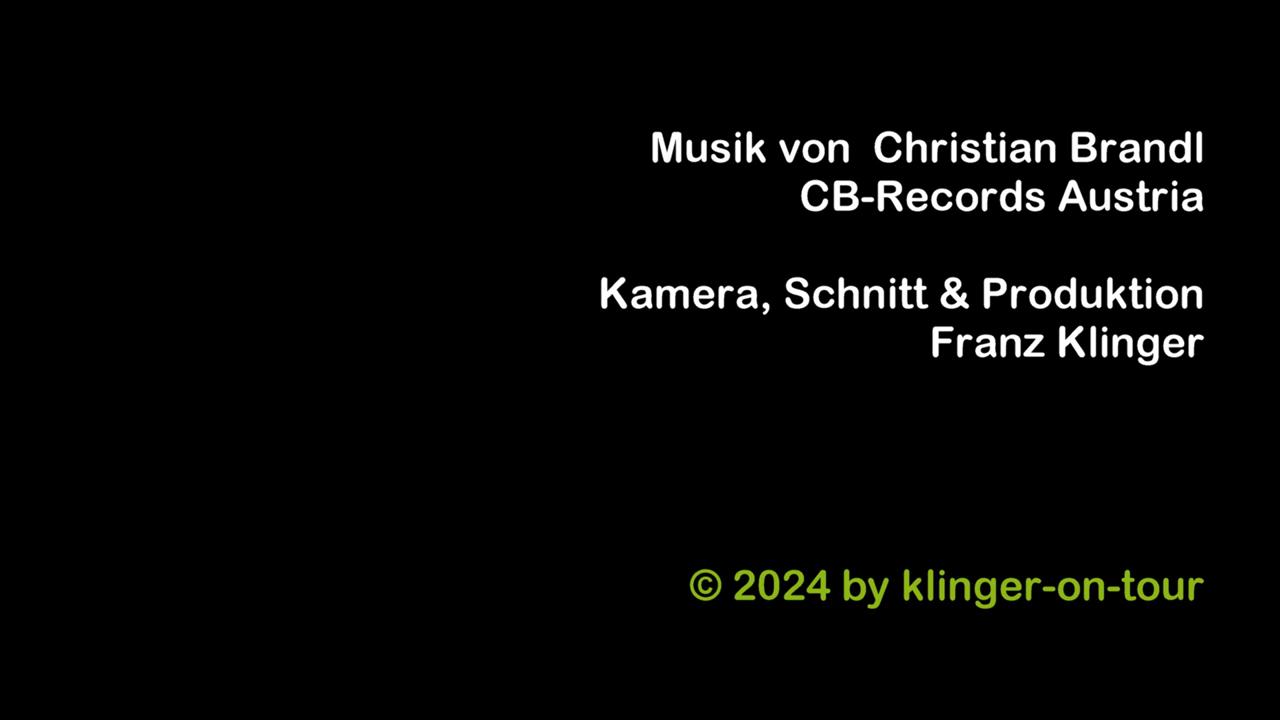 Musik von  Christian Brandl
CB-Records Austria
Kamera, Schnitt & Produktion
Franz Klinger
© 2024 by klinger-on-tour